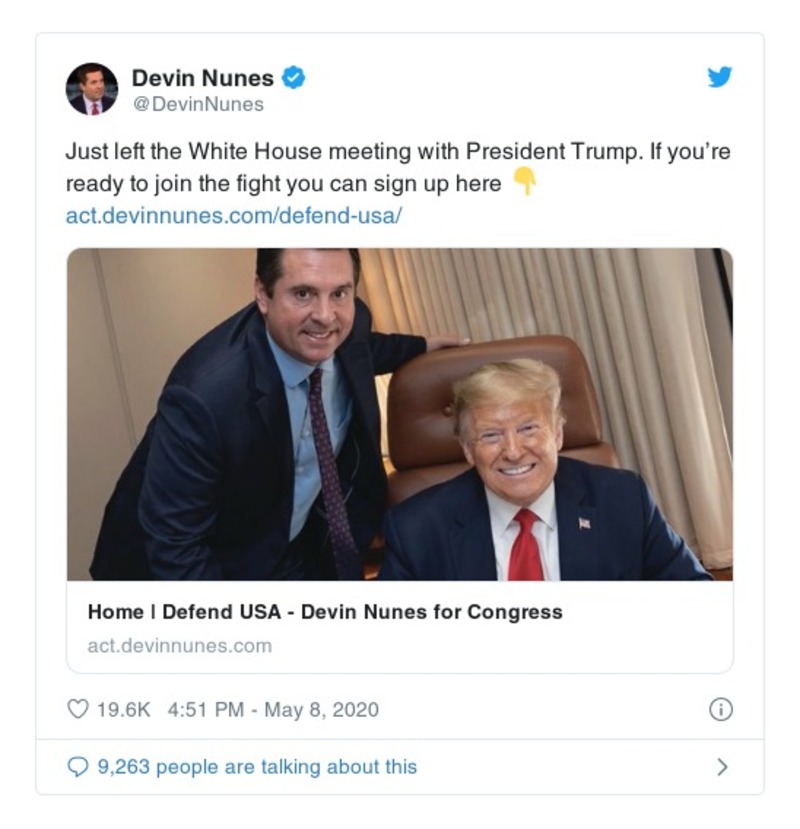 Devin Nunes
@DevinNunes
Just left the White House meeting with President Trump. If you’re
ready to join the fight you can sign up here 👇
act.devinnunes.com/defend-usa/
Home | Defend USA - Devin Nunes for Congress
act.devinnunes.com
19.6K 4:51 PM - May 8, 2020
9,263 people are talking about this